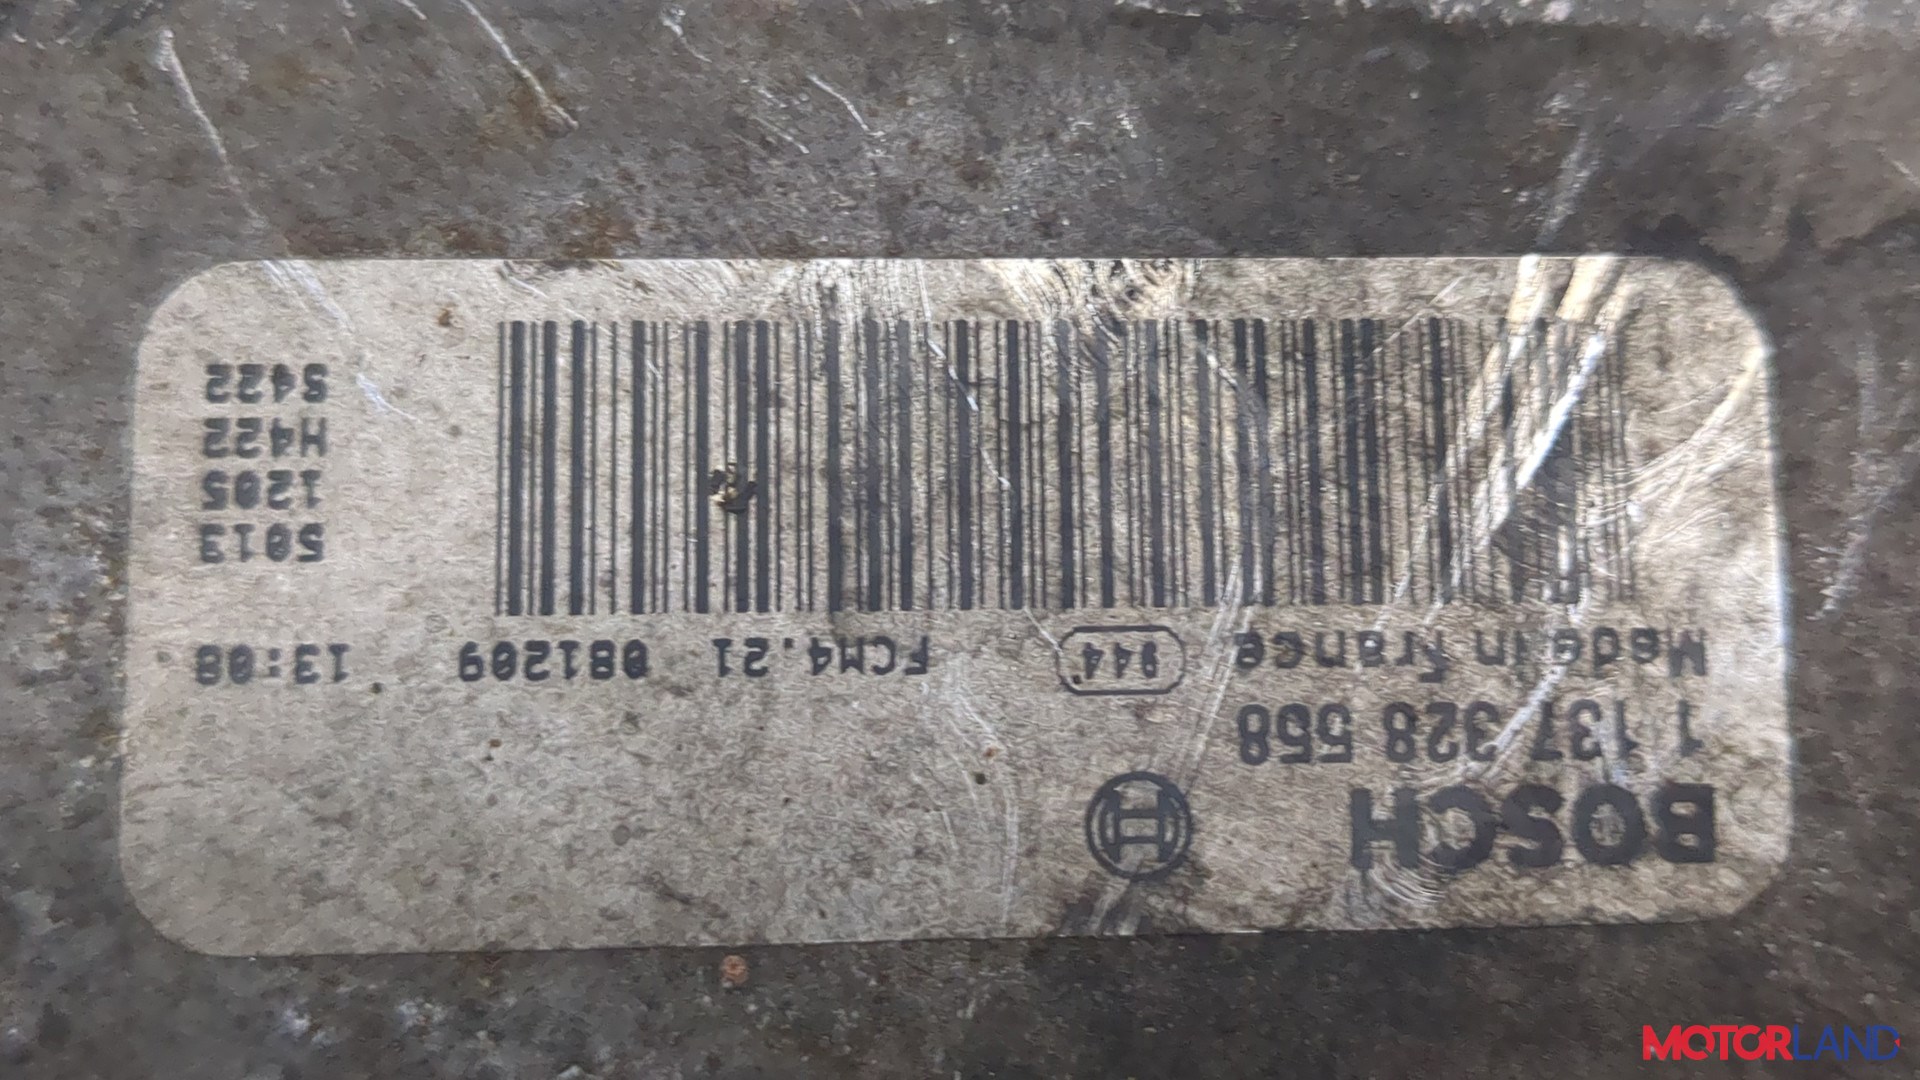 BOSCH
1 137 328 558
Made in France 944 FCM4.21 081209 13:08
5013
1205
H422
S422
MOTORLAND